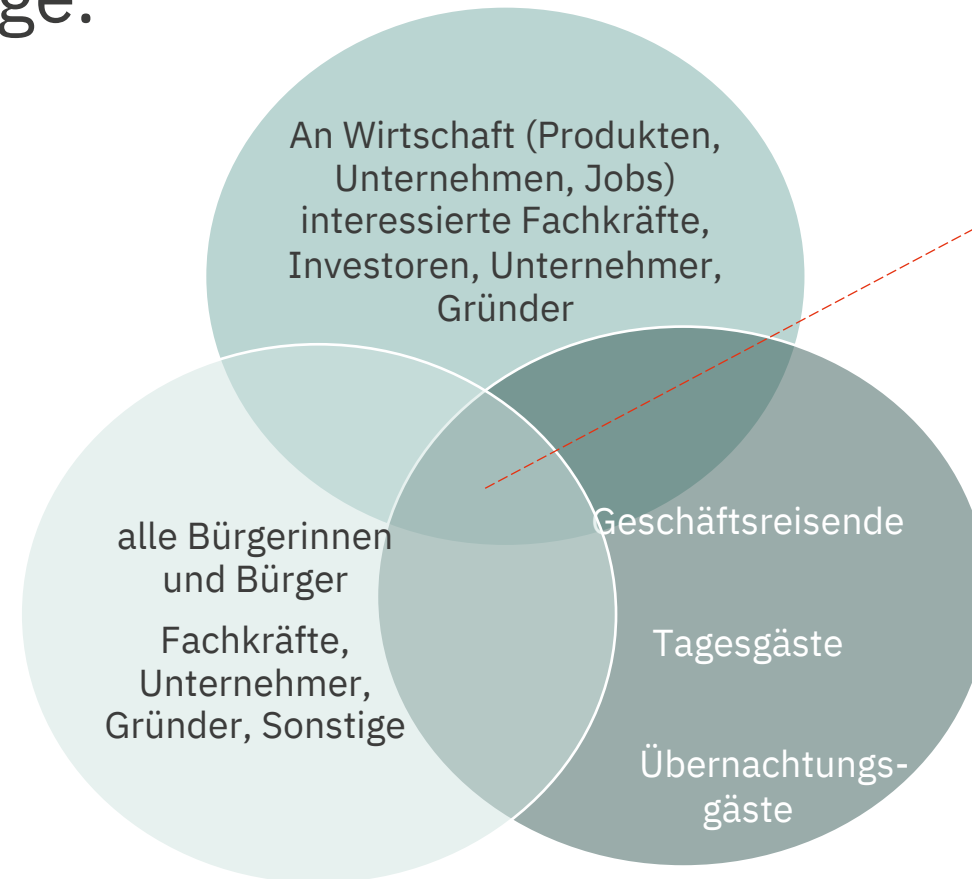 ge.
An Wirtschaft (Produkten,
Unternehmen, Jobs)
interessierte Fachkräfte,
Investoren, Unternehmer,
Gründer
alle Bürgerinnen
und Bürger
Fachkräfte,
Unternehmer,
Gründer, Sonstige
Geschäftsreisende
Tagesgäste
Übernachtungs-
gäste